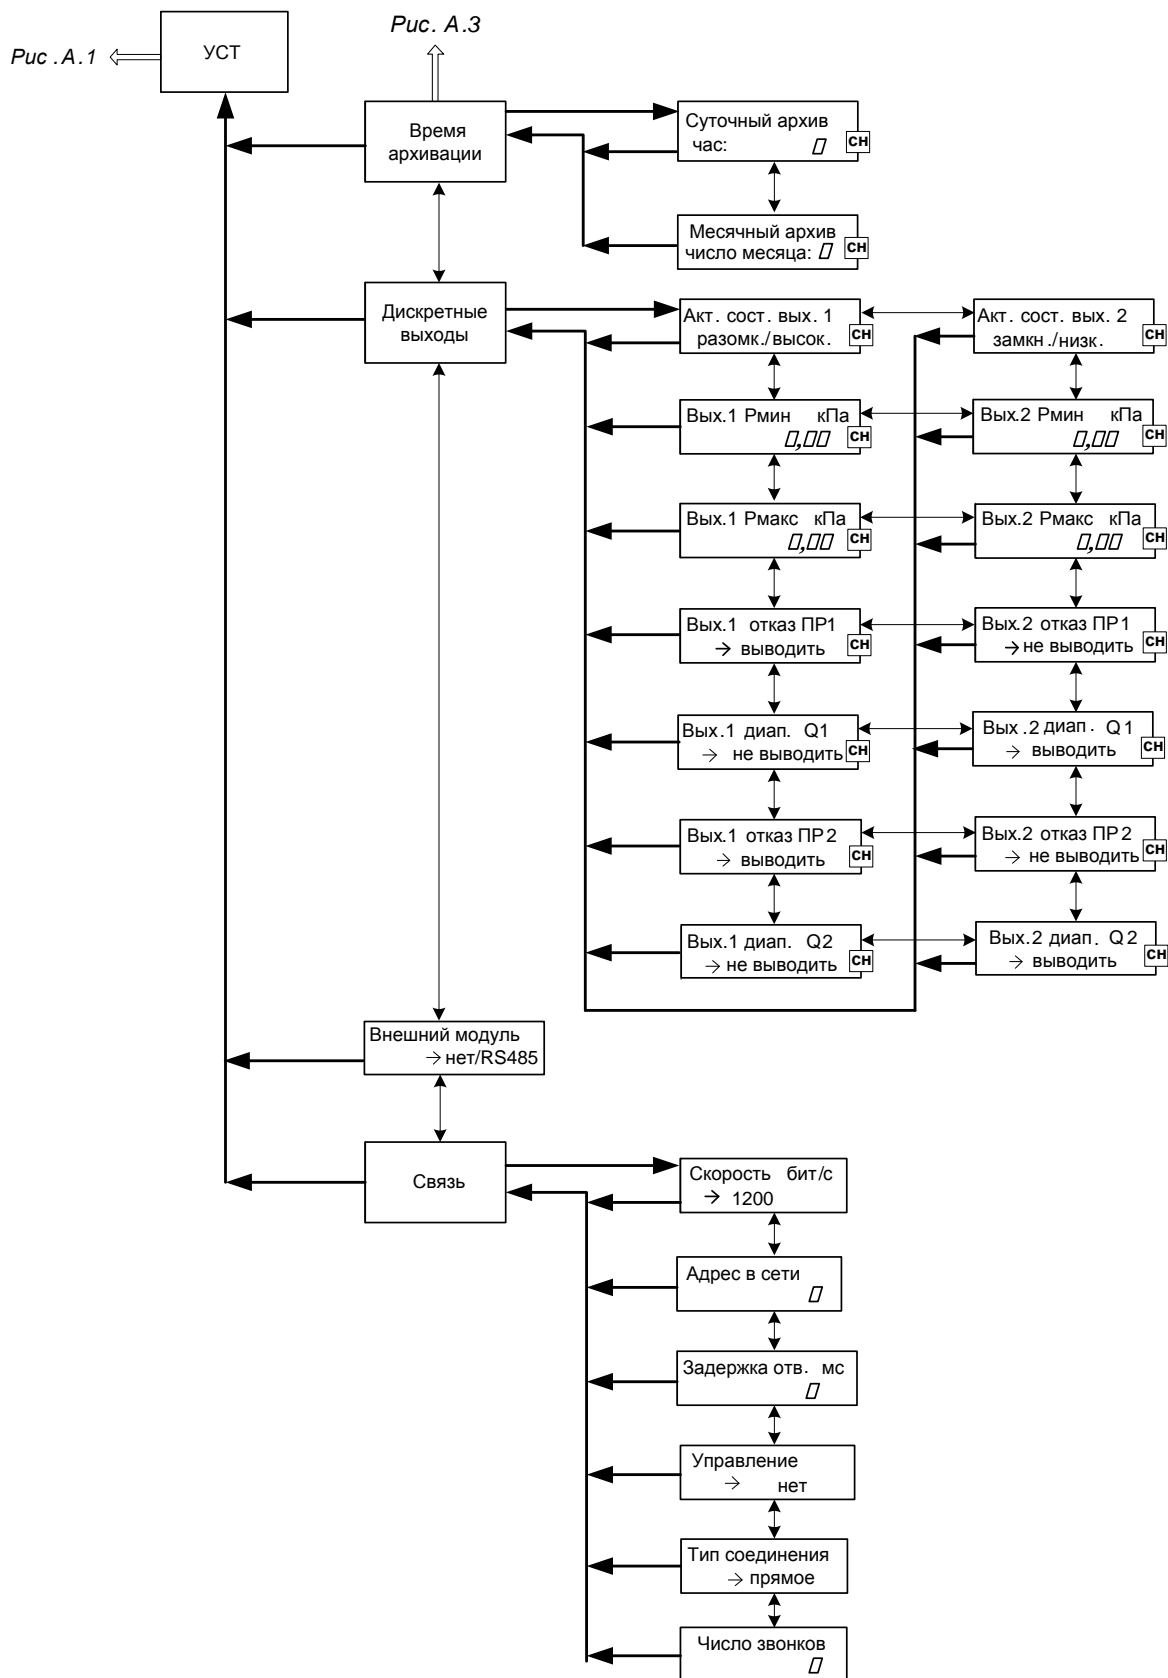 Рис. А.3
УСТ
Рис .А.1
Время
архивации
Суточный архив
час: 0
СН
Месячный архив
число месяца: 0
СН
Дискретные
выходы
Акт. сост. вых. 1
разомк./высок.
СН
Акт. сост. вых. 2
замкн./низк.
СН
Вых.1 Рмин кПа
0,00
СН
Вых.2 Рмин кПа
0,00
СН
Вых.1 Рмакс кПа
0,00
СН
Вых.2 Рмакс кПа
0,00
СН
Вых.1 отказ ПР1
→ выводить
СН
Вых.2 отказ ПР1
→ не выводить
СН
Вых.1 диап. Q1
→ не выводить
СН
Вых.2 диап. Q1
→ выводить
СН
Вых.1 отказ ПР2
→ выводить
СН
Вых.2 отказ ПР2
→ не выводить
СН
Вых.1 диап. Q2
→ не выводить
СН
Вых.2 диап. Q2
→ выводить
СН
Внешний модуль
→ нет/RS485
Связь
Скорость бит/с
→ 1200
Адрес в сети
0
Задержка отв. мс
0
Управление
→ нет
Тип соединения
→ прямое
Число звонков
0